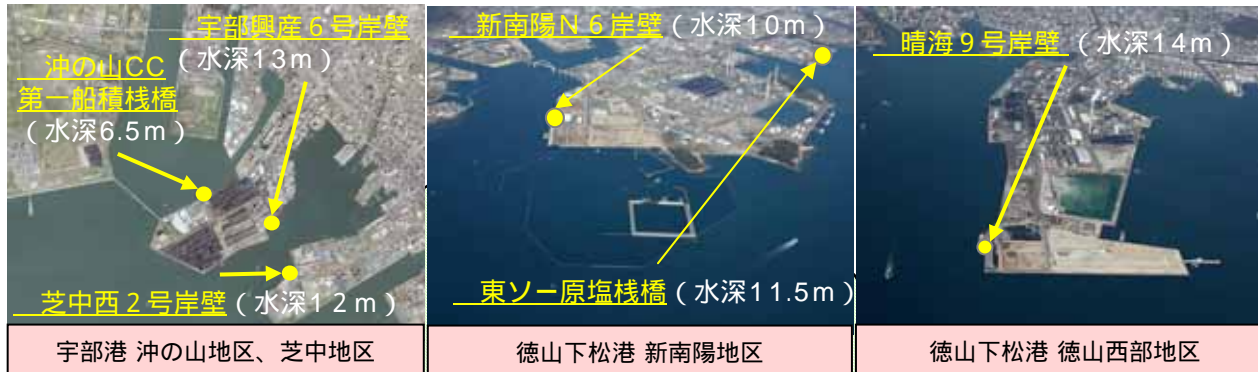 宇部興産6号岸壁
(水深13m)
沖の山CC
第一船積桟橋
(水深6.5m)
芝中西2号岸壁(水深12m)
宇部港 沖の山地区、芝中地区
新南陽N6岸壁(水深10m)
東ソー原塩桟橋(水深11.5m)
徳山下松港 新南陽地区
晴海9号岸壁(水深14m)
徳山下松港 徳山西部地区